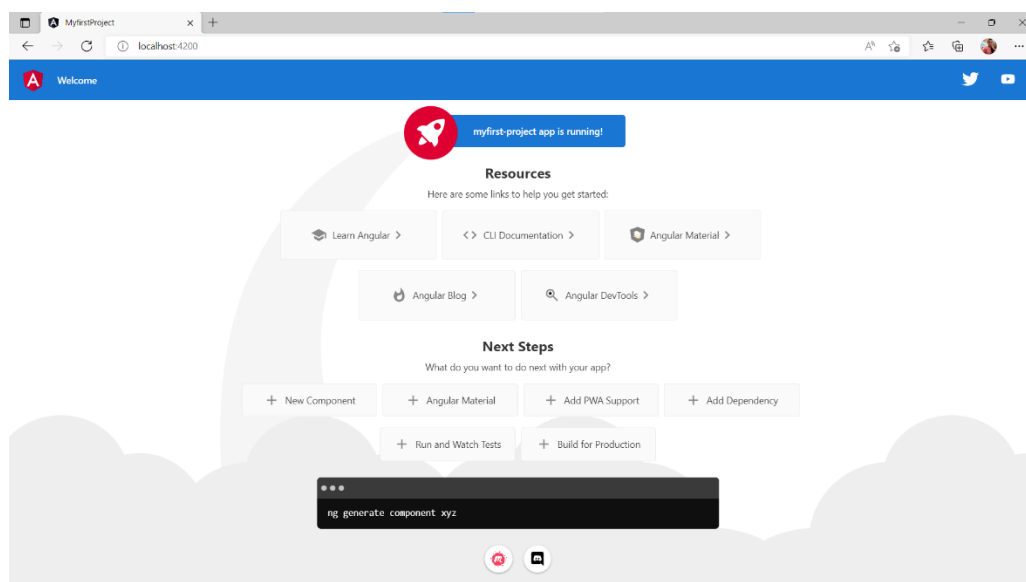 MyfirstProject
localhost:4200
Welcome
myfirst-project app is running!
Resources
Here are some links to help you get started:
Learn Angular
CLI Documentation
Angular Material
Angular Blog
Angular DevTools
Next Steps
What do you want to do next with your app?
New Component
Angular Material
Add PWA Support
Add Dependency
Run and Watch Tests
Build for Production
ng generate component xyz